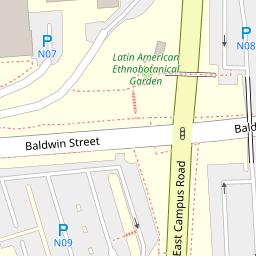 P
N07
P
N08
Latin American
Ethnobotanical
Garden
Baldwin Street
Bald
East Campus Road
P
N09